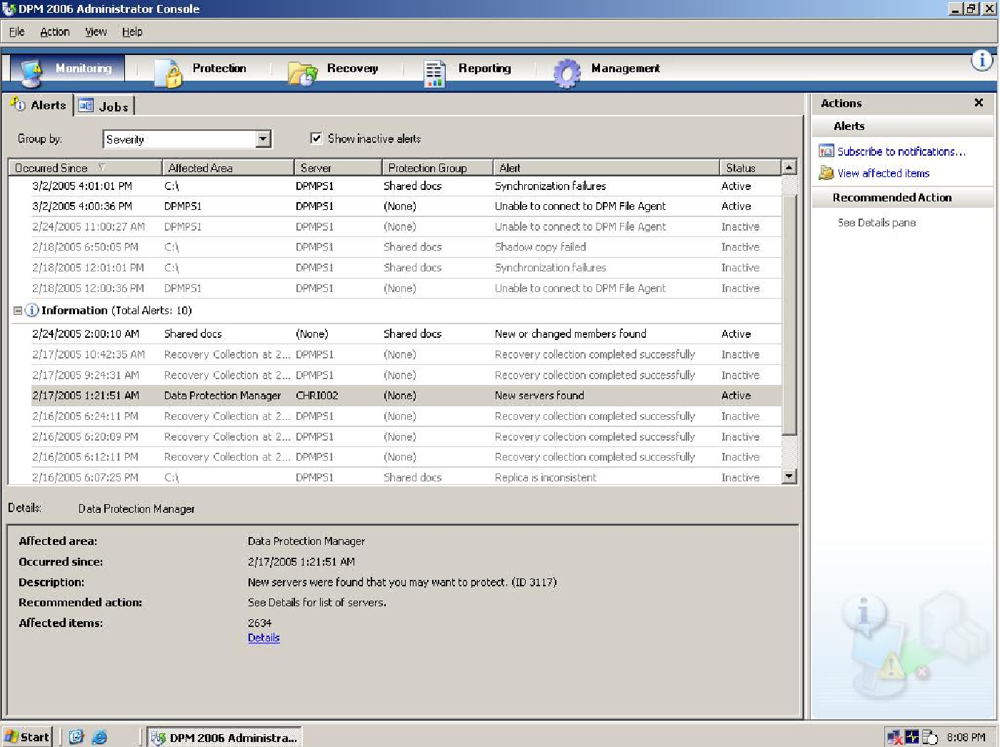 DPM 2006 Administrator Console
File Action View Help
Monitoring Protection Recovery Reporting Management
Alerts Jobs
Group by: Severity Show inactive alerts
Occurred Since Affected Area Server Protection Group Alert Status
3/2/2005 4:01:01 PM C:\ DPMPS1 Shared docs Synchronization failures Active
3/2/2005 4:00:36 PM DPMPS1 DPMPS1 (None) Unable to connect to DPM File Agent Active
2/24/2005 11:00:27 AM DPMPS1 DPMPS1 (None) Unable to connect to DPM File Agent Inactive
2/18/2005 6:50:05 PM C:\ DPMPS1 Shared docs Shadow copy failed Inactive
2/18/2005 12:01:01 PM C:\ DPMPS1 Shared docs Synchronization failures Inactive
2/18/2005 12:00:36 PM DPMPS1 DPMPS1 (None) Unable to connect to DPM File Agent Inactive
Information (Total Alerts: 10)
2/24/2005 2:00:10 AM Shared docs (None) Shared docs New or changed members found Active
2/17/2005 10:42:35 AM Recovery Collection at 2... DPMPS1 (None) Recovery collection completed successfully Inactive
2/17/2005 9:24:31 AM Recovery Collection at 2... DPMPS1 (None) Recovery collection completed successfully Inactive
2/17/2005 1:21:51 AM Data Protection Manager CHRI002 (None) New servers found Active
2/16/2005 6:24:11 PM Recovery Collection at 2... DPMPS1 (None) Recovery collection completed successfully Inactive
2/16/2005 6:20:09 PM Recovery Collection at 2... DPMPS1 (None) Recovery collection completed successfully Inactive
2/16/2005 6:12:11 PM Recovery Collection at 2... DPMPS1 (None) Recovery collection completed successfully Inactive
2/16/2005 6:07:25 PM C:\ DPMPS1 Shared docs Replica is inconsistent Inactive
Details: Data Protection Manager
Affected area: Data Protection Manager
Occurred since: 2/17/2005 1:21:51 AM
Description: New servers were found that you may want to protect. (ID 3117)
Recommended action: See Details for list of servers.
Affected items: 2634
Details
Actions
Alerts
Subscribe to notifications...
View affected items
Recommended Action
See Details pane
Start DPM 2006 Administra... 8:08 PM